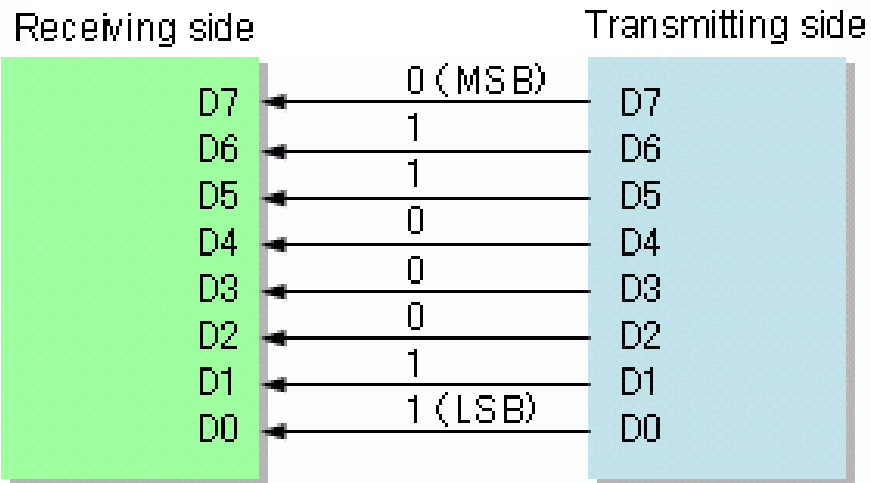 Receiving side
Transmitting side
D7 0 (MSB) D7
D6 1 D6
D5 1 D5
D4 0 D4
D3 0 D3
D2 0 D2
D1 1 D1
D0 1 (LSB) D0